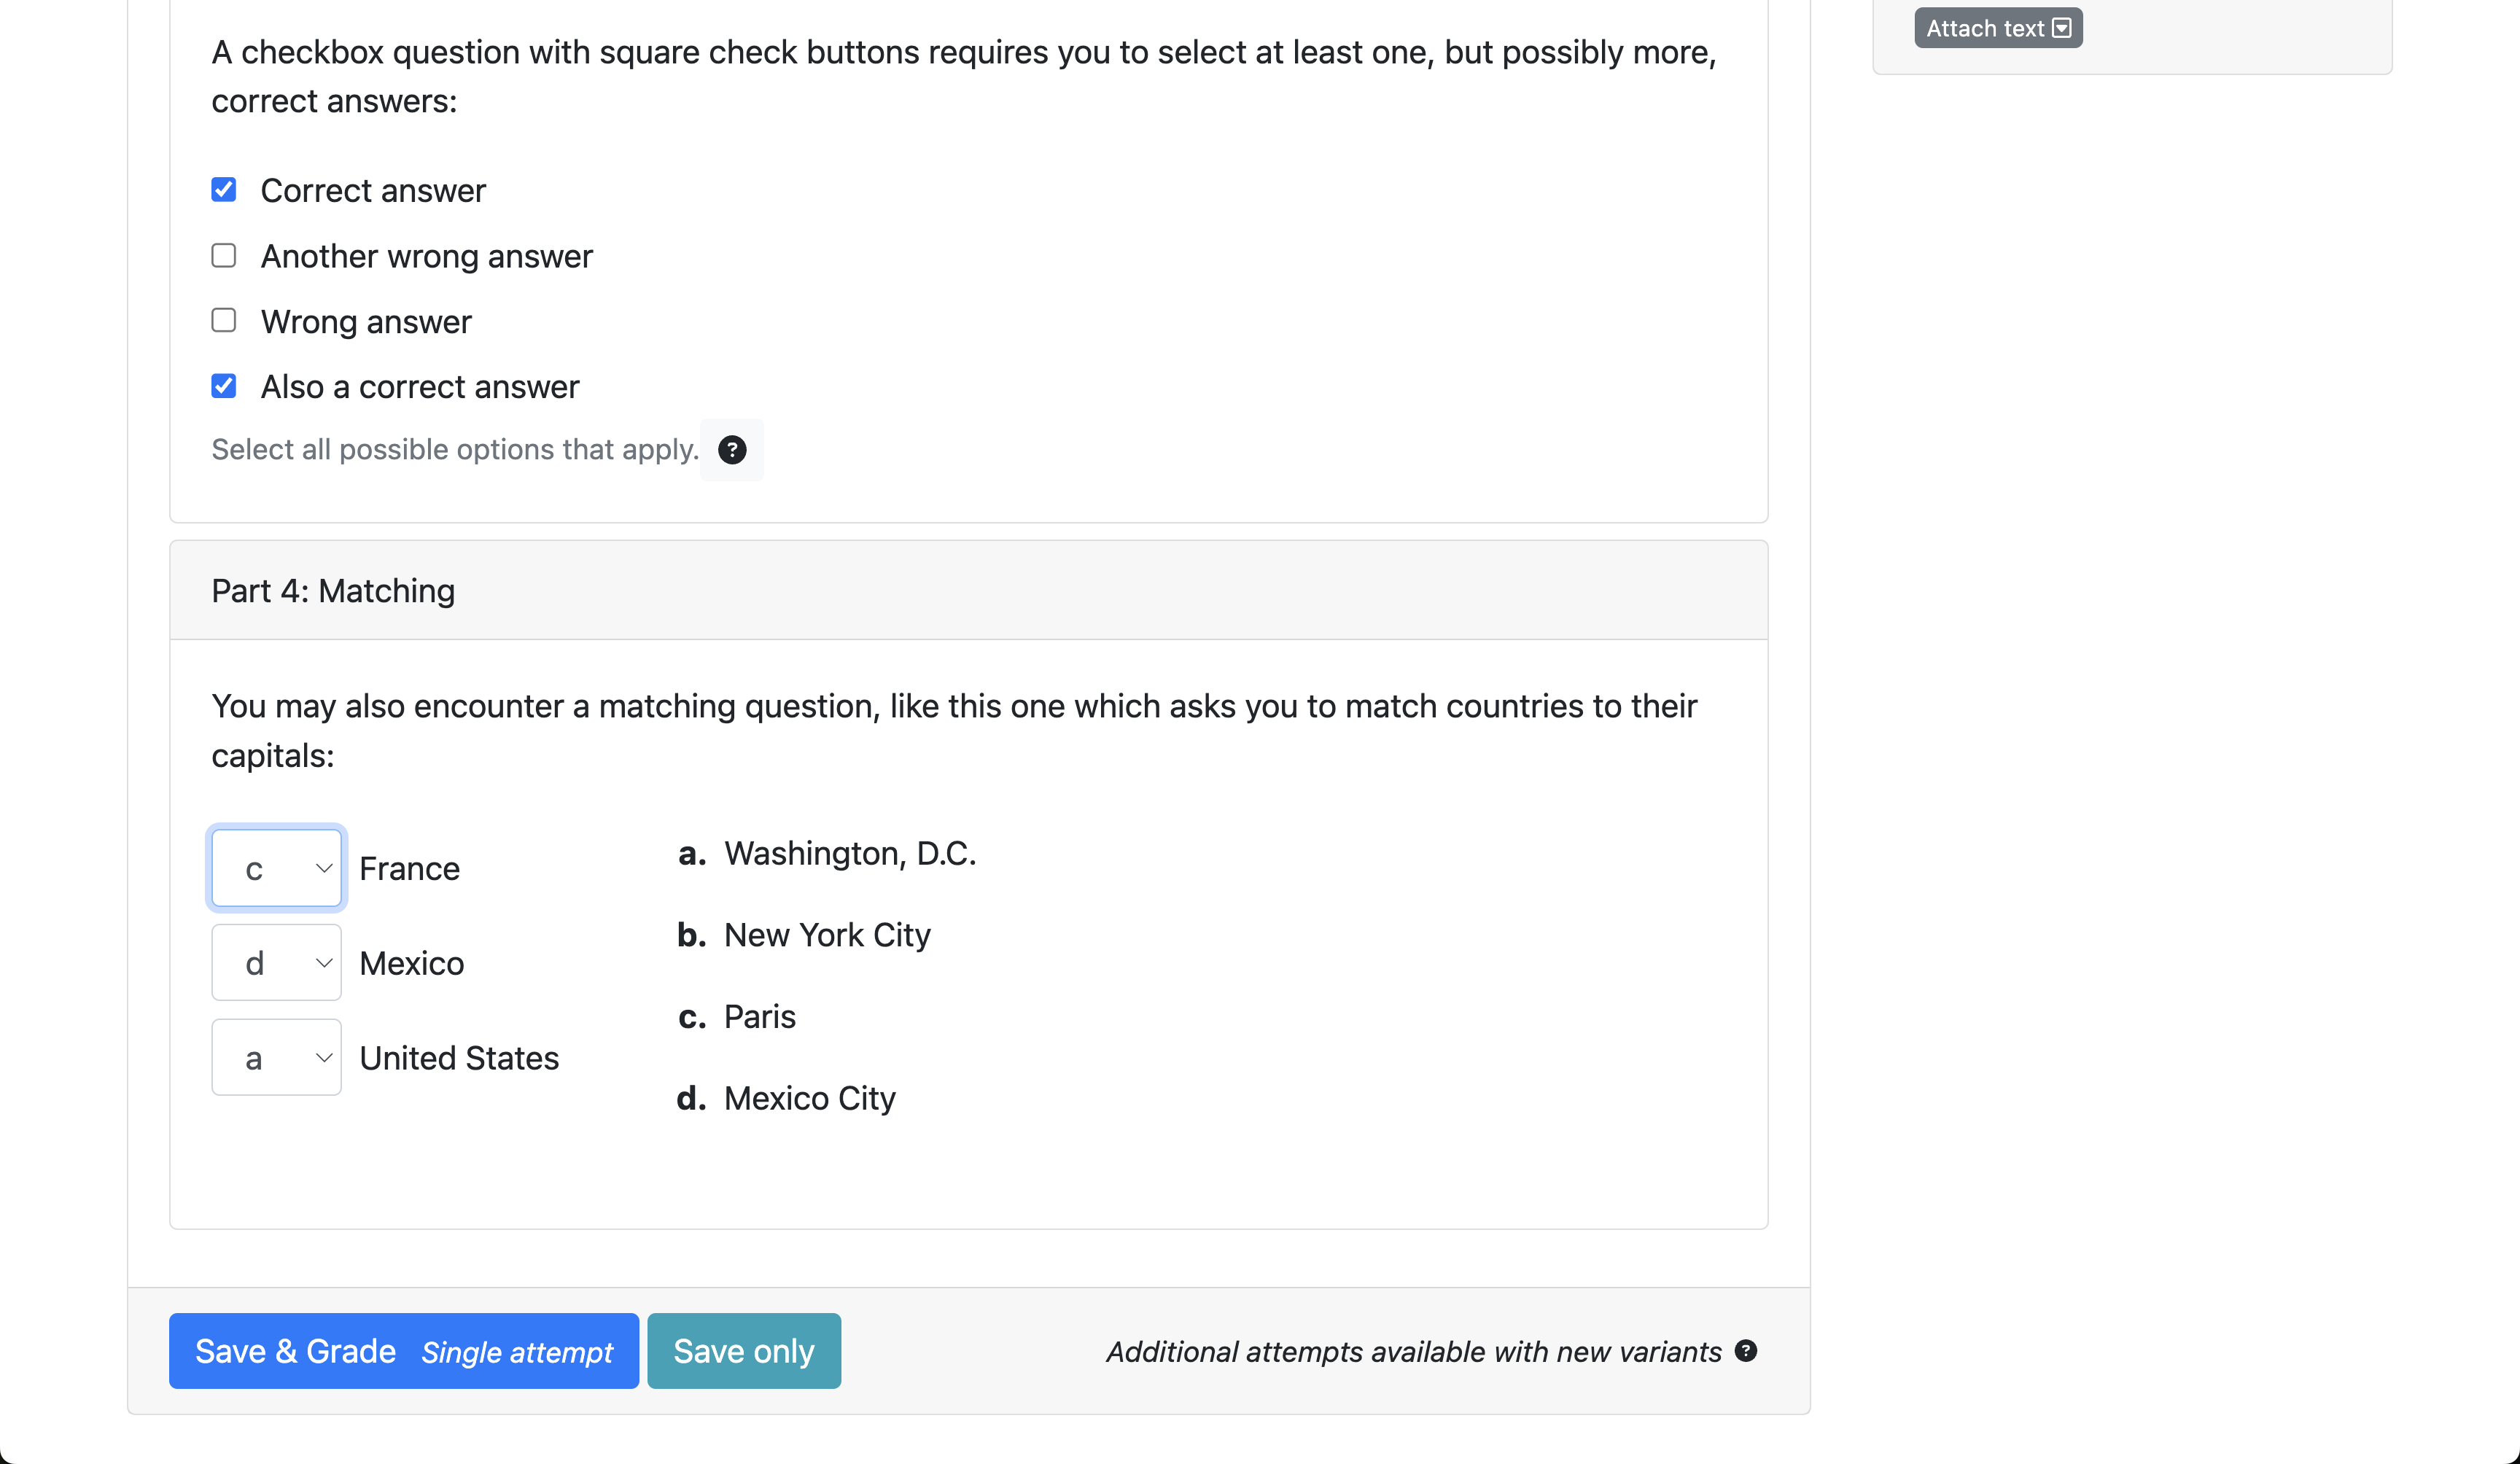 Attach text
A checkbox question with square check buttons requires you to select at least one, but possibly more,
correct answers:
Correct answer
Another wrong answer
Wrong answer
Also a correct answer
Select all possible options that apply. ?
Part 4: Matching
You may also encounter a matching question, like this one which asks you to match countries to their
capitals:
c France
d Mexico
a United States
a. Washington, D.C.
b. New York City
c. Paris
d. Mexico City
Save & Grade Single attempt
Save only
Additional attempts available with new variants ?